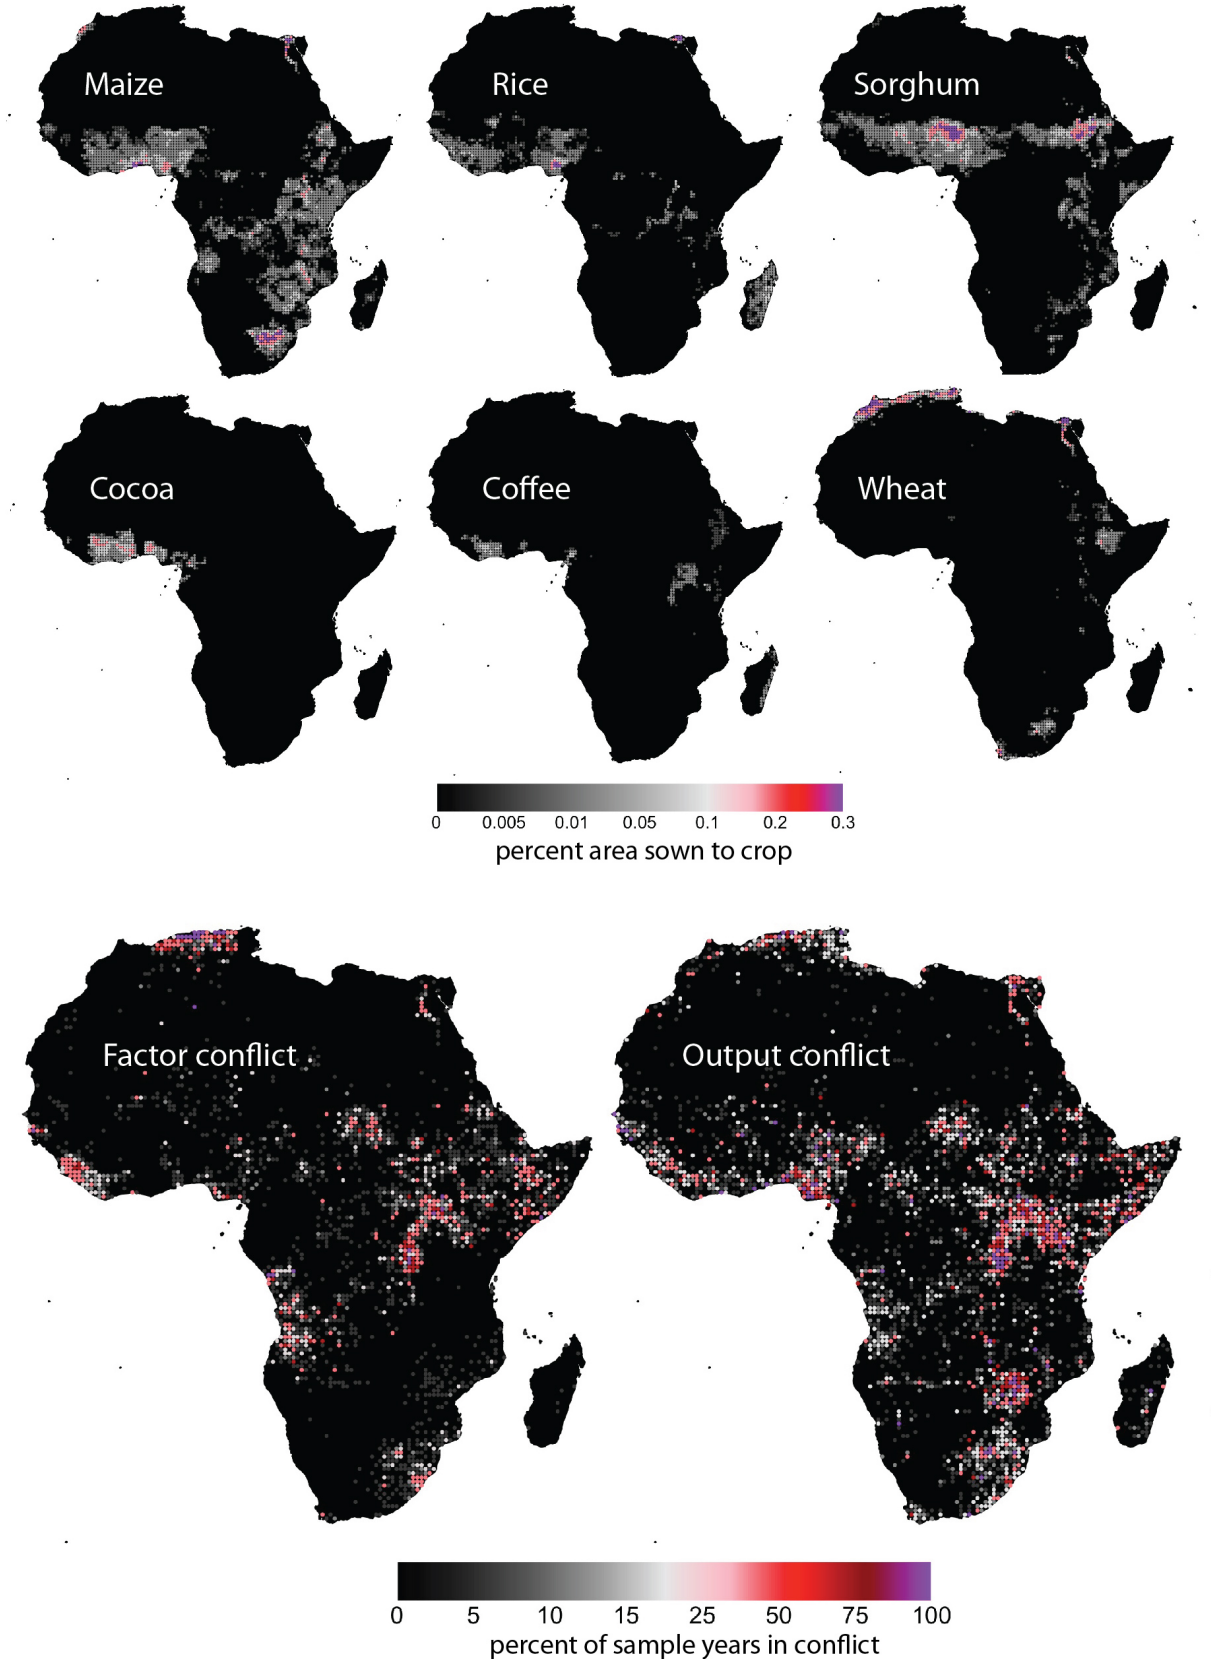 Maize
Rice
Sorghum
Cocoa
Coffee
Wheat
0 0.005 0.01 0.05 0.1 0.2 0.3
percent area sown to crop
Factor conflict
Output conflict
0 5 10 15 25 50 75 100
percent of sample years in conflict